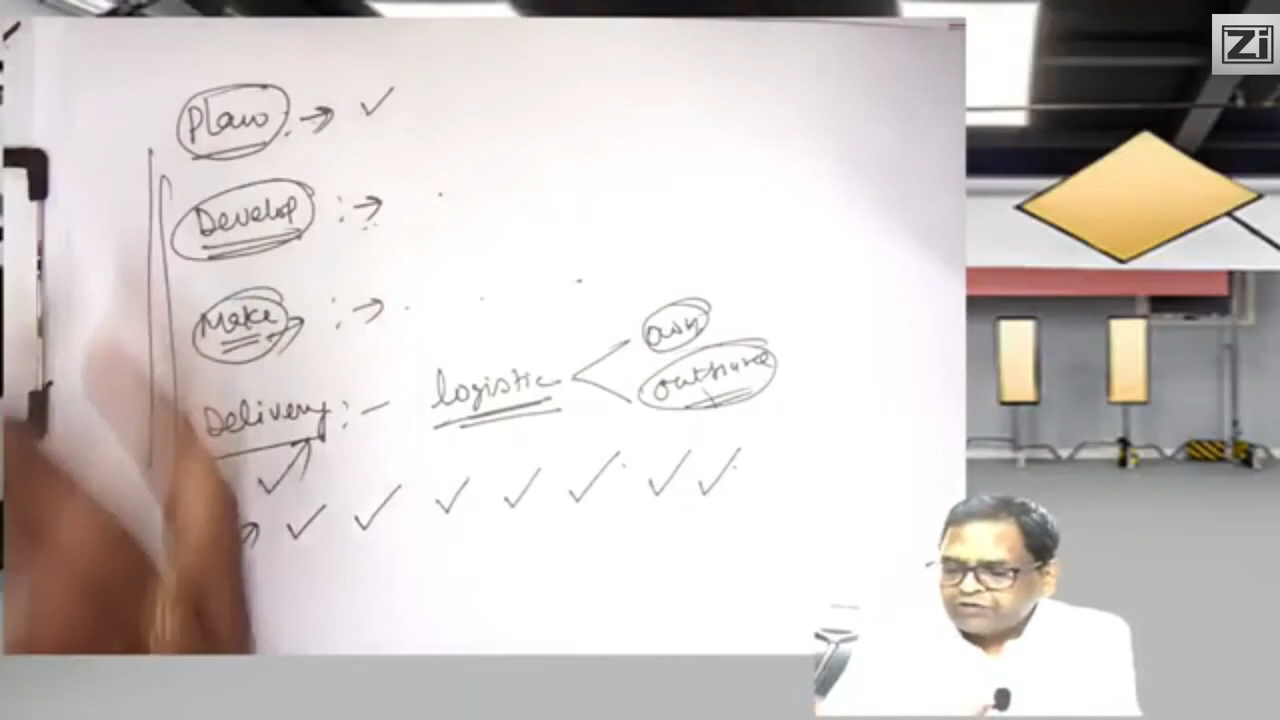 Zi
Plan : → ✓
Develop : →
Make : →
own
Delivery : - logistic
outsource